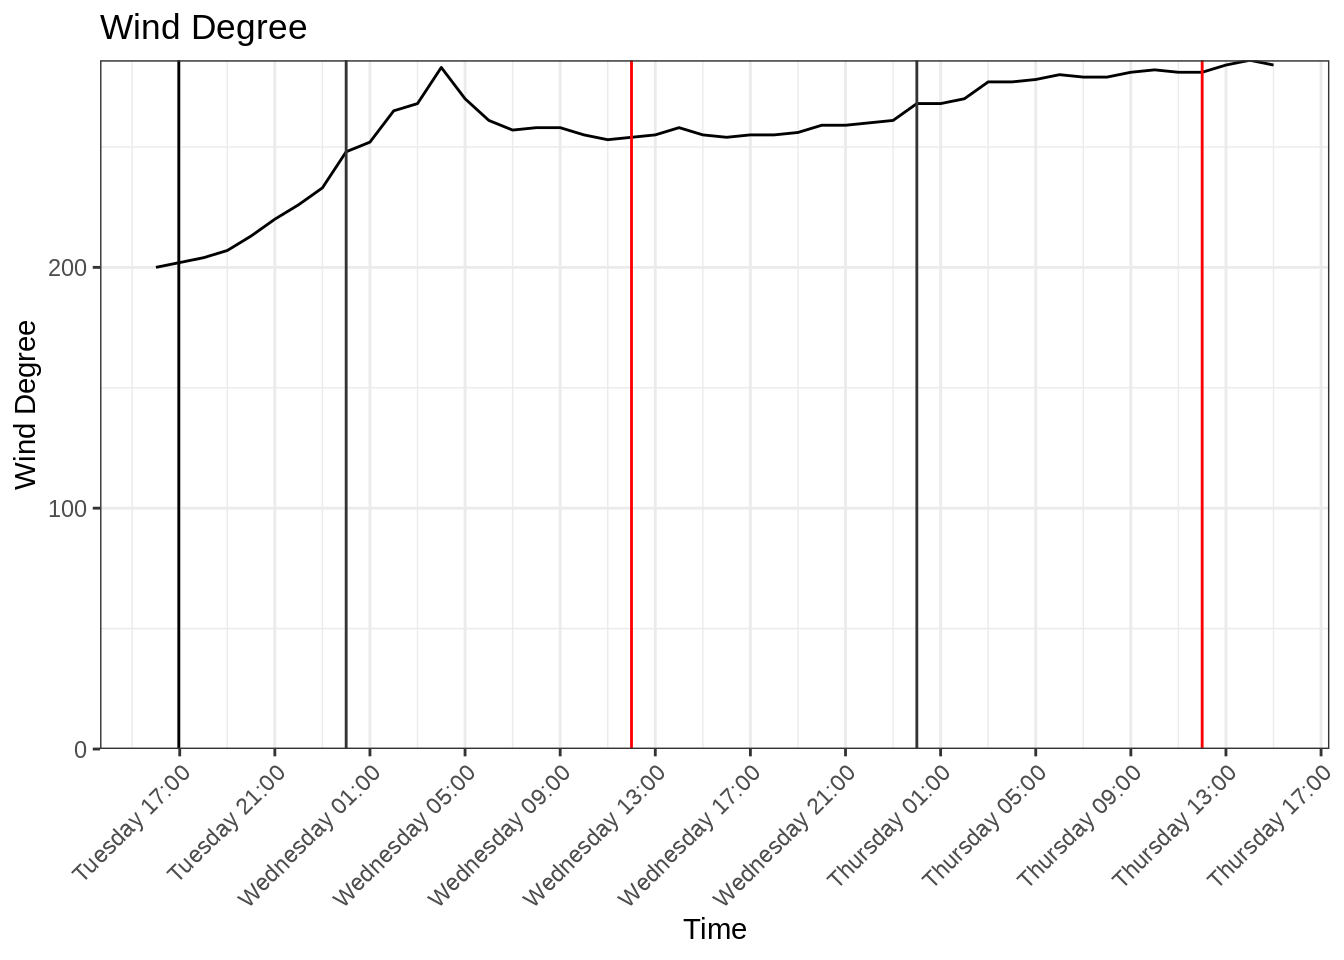 Wind Degree
Wind Degree
200
100
0
Tuesday 17:00
Tuesday 21:00
Wednesday 01:00
Wednesday 05:00
Wednesday 09:00
Wednesday 13:00
Wednesday 17:00
Wednesday 21:00
Thursday 01:00
Thursday 05:00
Thursday 09:00
Thursday 13:00
Thursday 17:00
Time